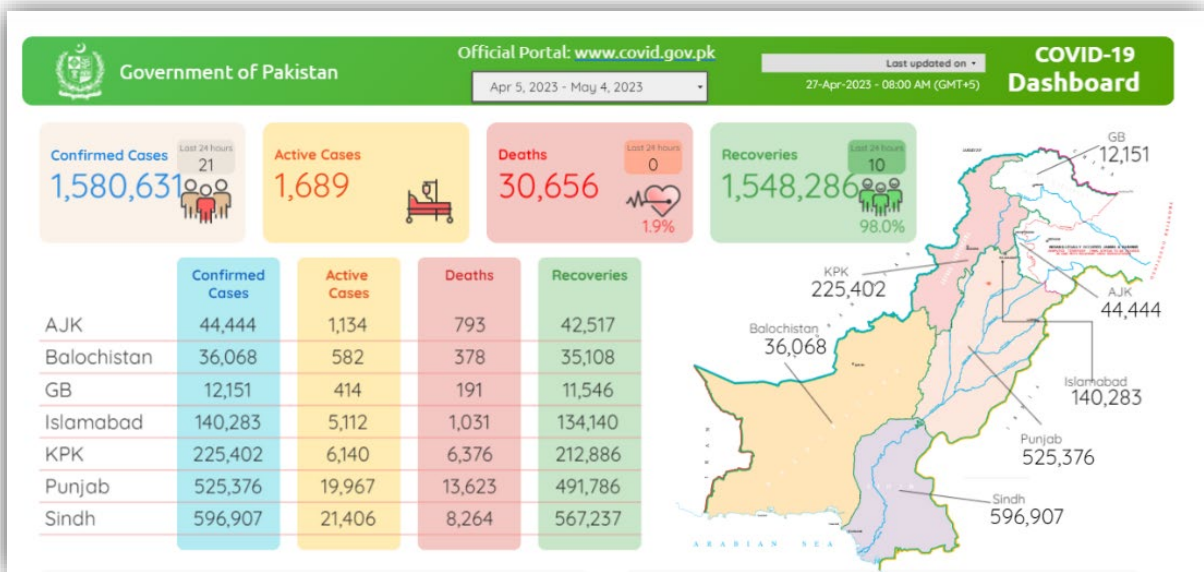 Government of Pakistan
Official Portal: www.covid.gov.pk
Apr 5, 2023 - May 4, 2023
Last updated on
27-Apr-2023 - 08:00 AM (GMT+5)
COVID-19
Dashboard
Confirmed Cases
1,580,631
Last 24 hours
21
Active Cases
1,689
Deaths
30,656
Last 24 hours
0
1.9%
Recoveries
1,548,286
Last 24 hours
10
98.0%
Confirmed Cases Active Cases Deaths Recoveries
AJK 44,444 1,134 793 42,517
Balochistan 36,068 582 378 35,108
GB 12,151 414 191 11,546
Islamabad 140,283 5,112 1,031 134,140
KPK 225,402 6,140 6,376 212,886
Punjab 525,376 19,967 13,623 491,786
Sindh 596,907 21,406 8,264 567,237
GB
12,151
KPK
225,402
AJK
44,444
Balochistan
36,068
Islamabad
140,283
Punjab
525,376
Sindh
596,907
ARABIAN SEA